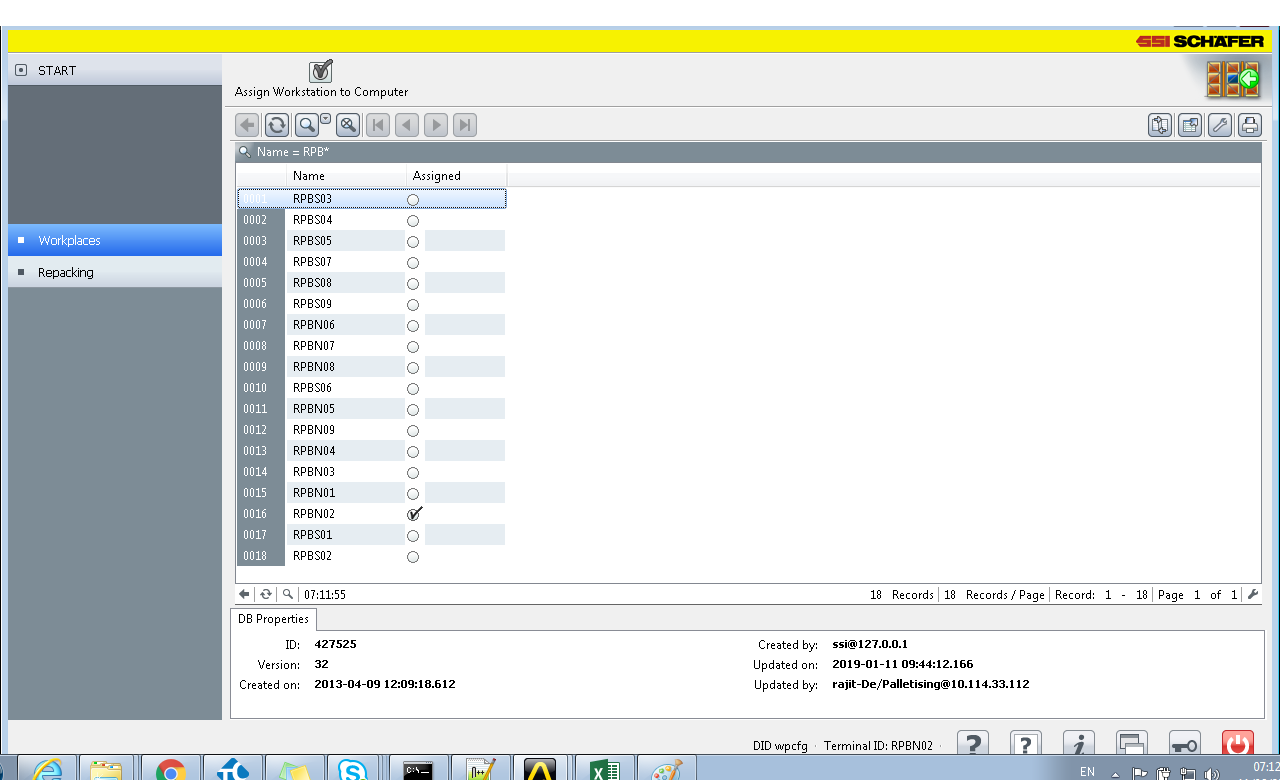 SSI SCHÄFER
START
Assign Workstation to Computer
Name = RPB*
Name Assigned
0001 RPBS03
0002 RPBS04
0003 RPBS05
0004 RPBS07
0005 RPBS08
0006 RPBS09
0007 RPBN06
0008 RPBN07
0009 RPBN08
0010 RPBS06
0011 RPBN05
0012 RPBN09
0013 RPBN04
0014 RPBN03
0015 RPBN01
0016 RPBN02
0017 RPBS01
0018 RPBS02
Workplaces
Repacking
07:11:55 18 Records 18 Records / Page Record: 1 - 18 Page 1 of 1
DB Properties
ID: 427525 Created by: ssi@127.0.0.1
Version: 32 Updated on: 2019-01-11 09:44:12.166
Created on: 2013-04-09 12:09:18.612 Updated by: rajit-De/Palletising@10.114.33.112
DID wpcfg · Terminal ID: RPBN02 ·
EN 07:12